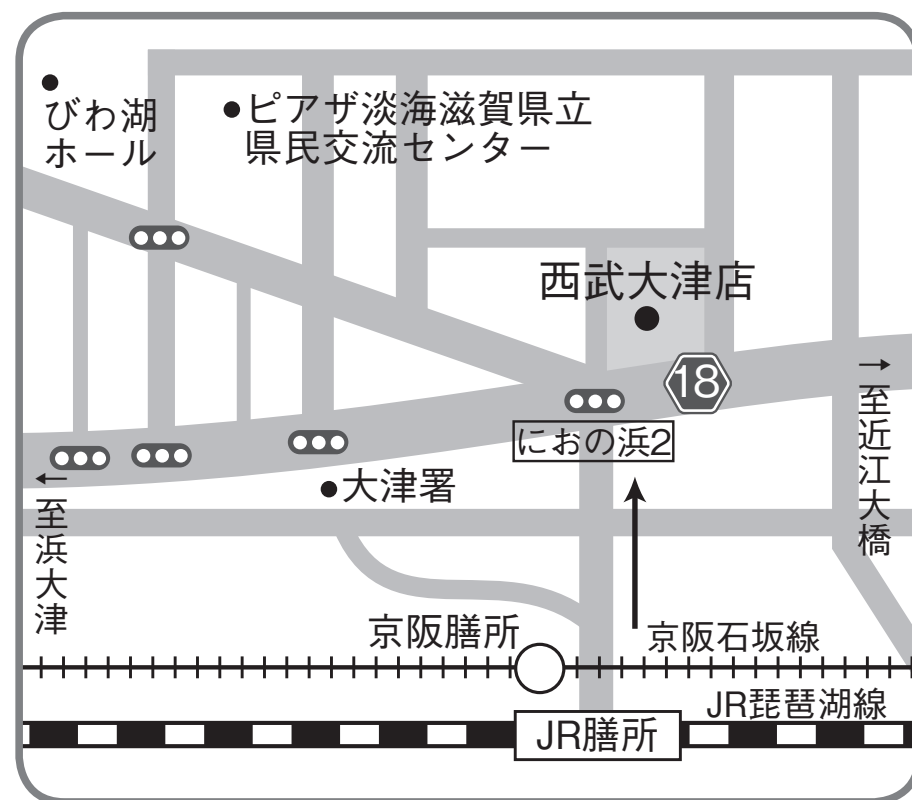 びわ湖
ホール
ピアザ淡海滋賀県立
県民交流センター
西武大津店
18
→至近江大橋
におの浜2
大津署
←至浜大津
京阪膳所
京阪石坂線
JR琵琶湖線
JR膳所